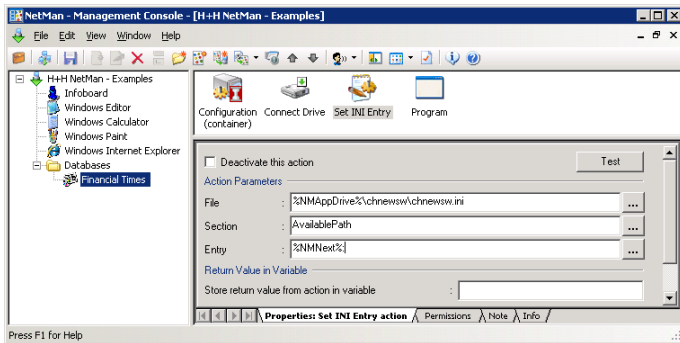 NetMan - Management Console - [H+H NetMan - Examples]
File Edit View Window Help
H+H NetMan - Examples
Infoboard
Windows Editor
Windows Calculator
Windows Paint
Windows Internet Explorer
Databases
Financial Times
Configuration (container)
Connect Drive
Set INI Entry
Program
Deactivate this action
Test
Action Parameters
File : %NMAppDrive%\chnewsw\chnewsw.ini ...
Section : AvailablePath ...
Entry : %NMNext%: ...
Return Value in Variable
Store return value from action in variable :
Properties: Set INI Entry action Permissions Note Info
Press F1 for Help